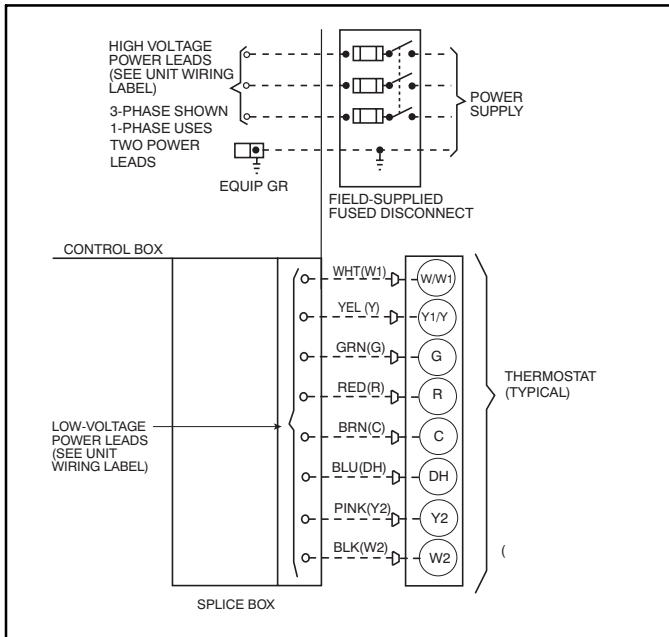 HIGH VOLTAGE
POWER LEADS
(SEE UNIT WIRING
LABEL)
3-PHASE SHOWN
1-PHASE USES
TWO POWER
LEADS
EQUIP GR
POWER
SUPPLY
FIELD-SUPPLIED
FUSED DISCONNECT
CONTROL BOX
WHT(W1)
W/W1
YEL (Y)
Y1/Y
GRN(G)
G
RED(R)
R
BRN(C)
C
BLU(DH)
DH
PINK(Y2)
Y2
BLK(W2)
W2
THERMOSTAT
(TYPICAL)
LOW-VOLTAGE
POWER LEADS
(SEE UNIT
WIRING LABEL)
(
SPLICE BOX